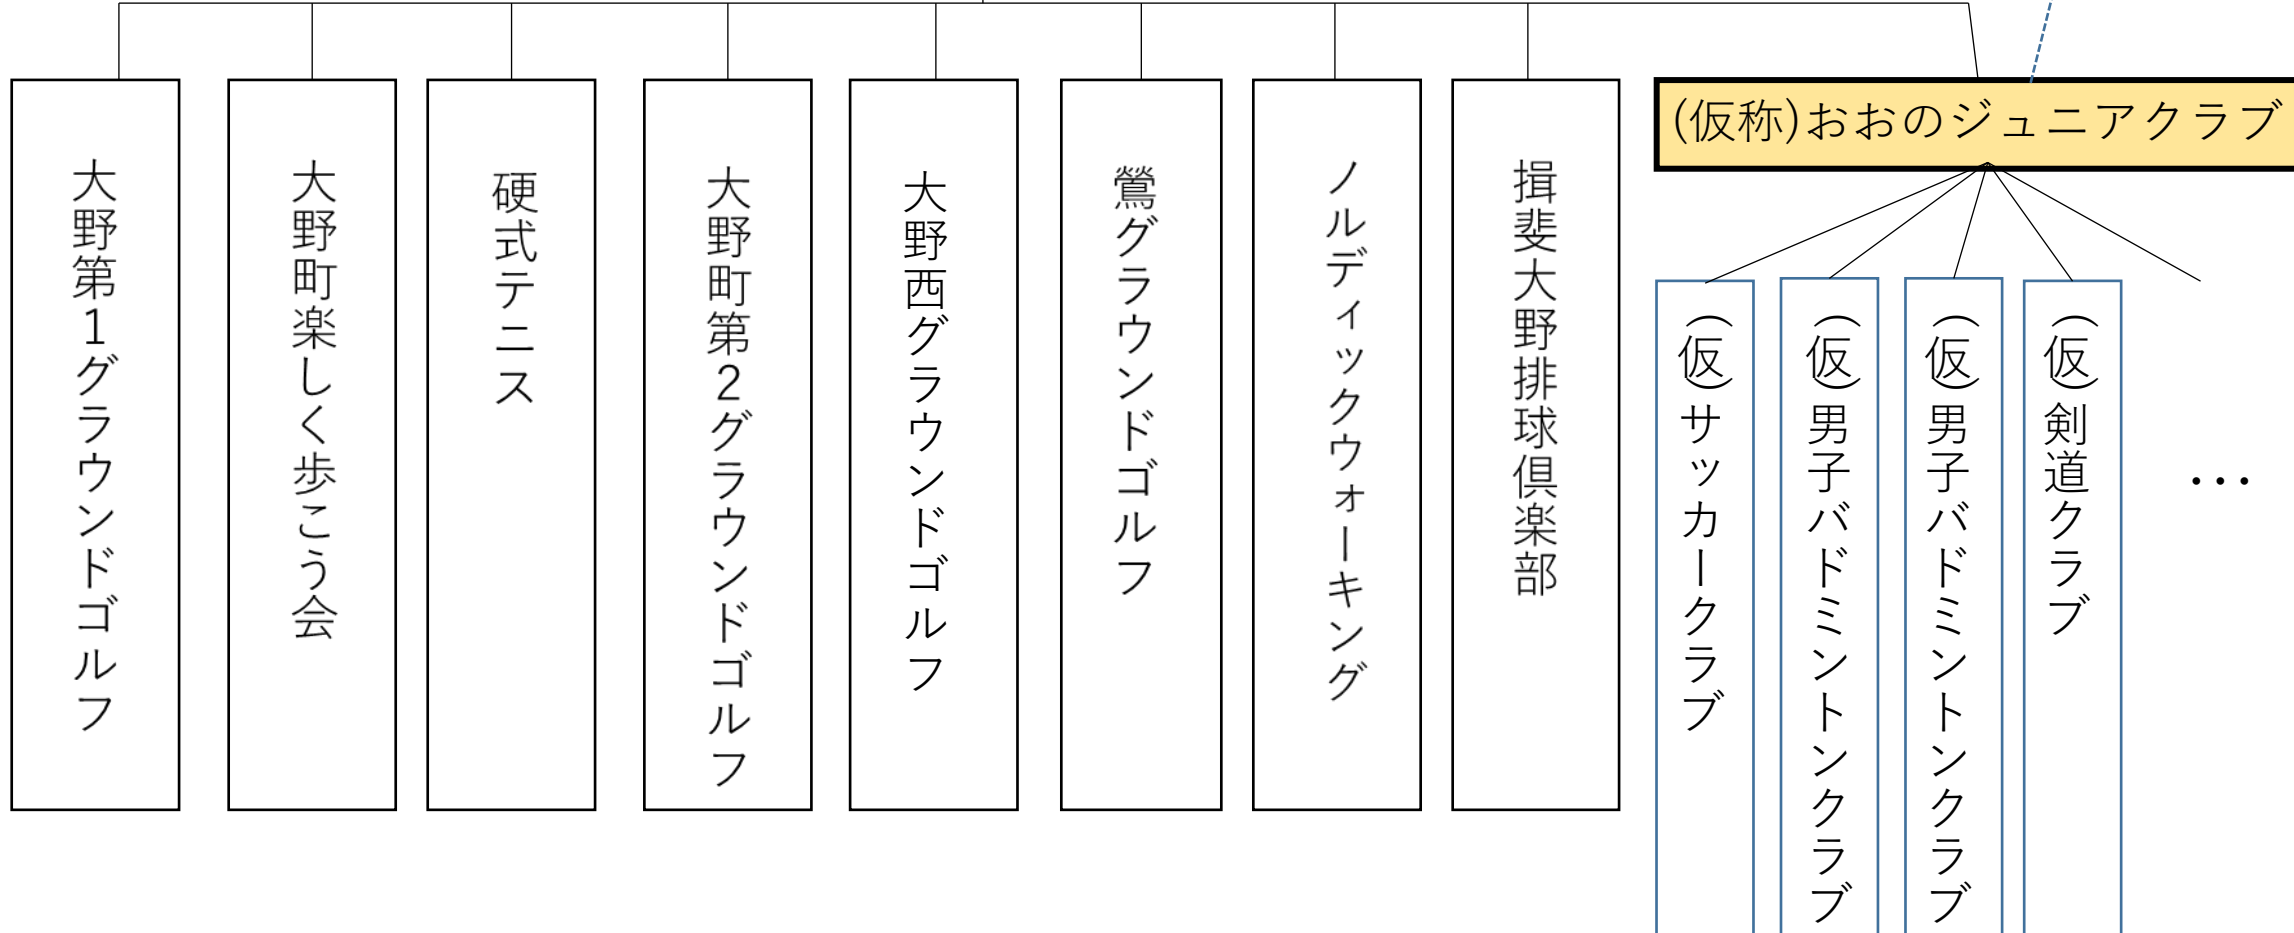 大野第1グラウンドゴルフ
大野町楽しく歩こう会
硬式テニス
大野町第2グラウンドゴルフ
大野西グラウンドゴルフ
鶯グラウンドゴルフ
ノルディックウォーキング
揖斐大野排球倶楽部
(仮称)おおのジュニアクラブ
(仮)サッカークラブ
(仮)男子バドミントンクラブ
(仮)男子バドミントンクラブ
(仮)剣道クラブ
…